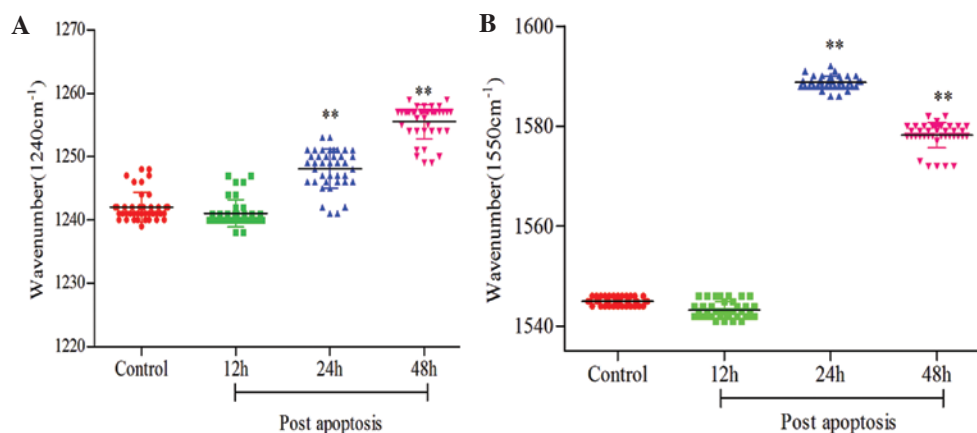 A
Wavenumber(1240cm-1)
1270
1260
1250
1240
1230
1220
**
**
Control
12h
24h
48h
Post apoptosis
B
Wavenumber(1550cm-1)
1600
1580
1560
1540
**
**
Control
12h
24h
48h
Post apoptosis